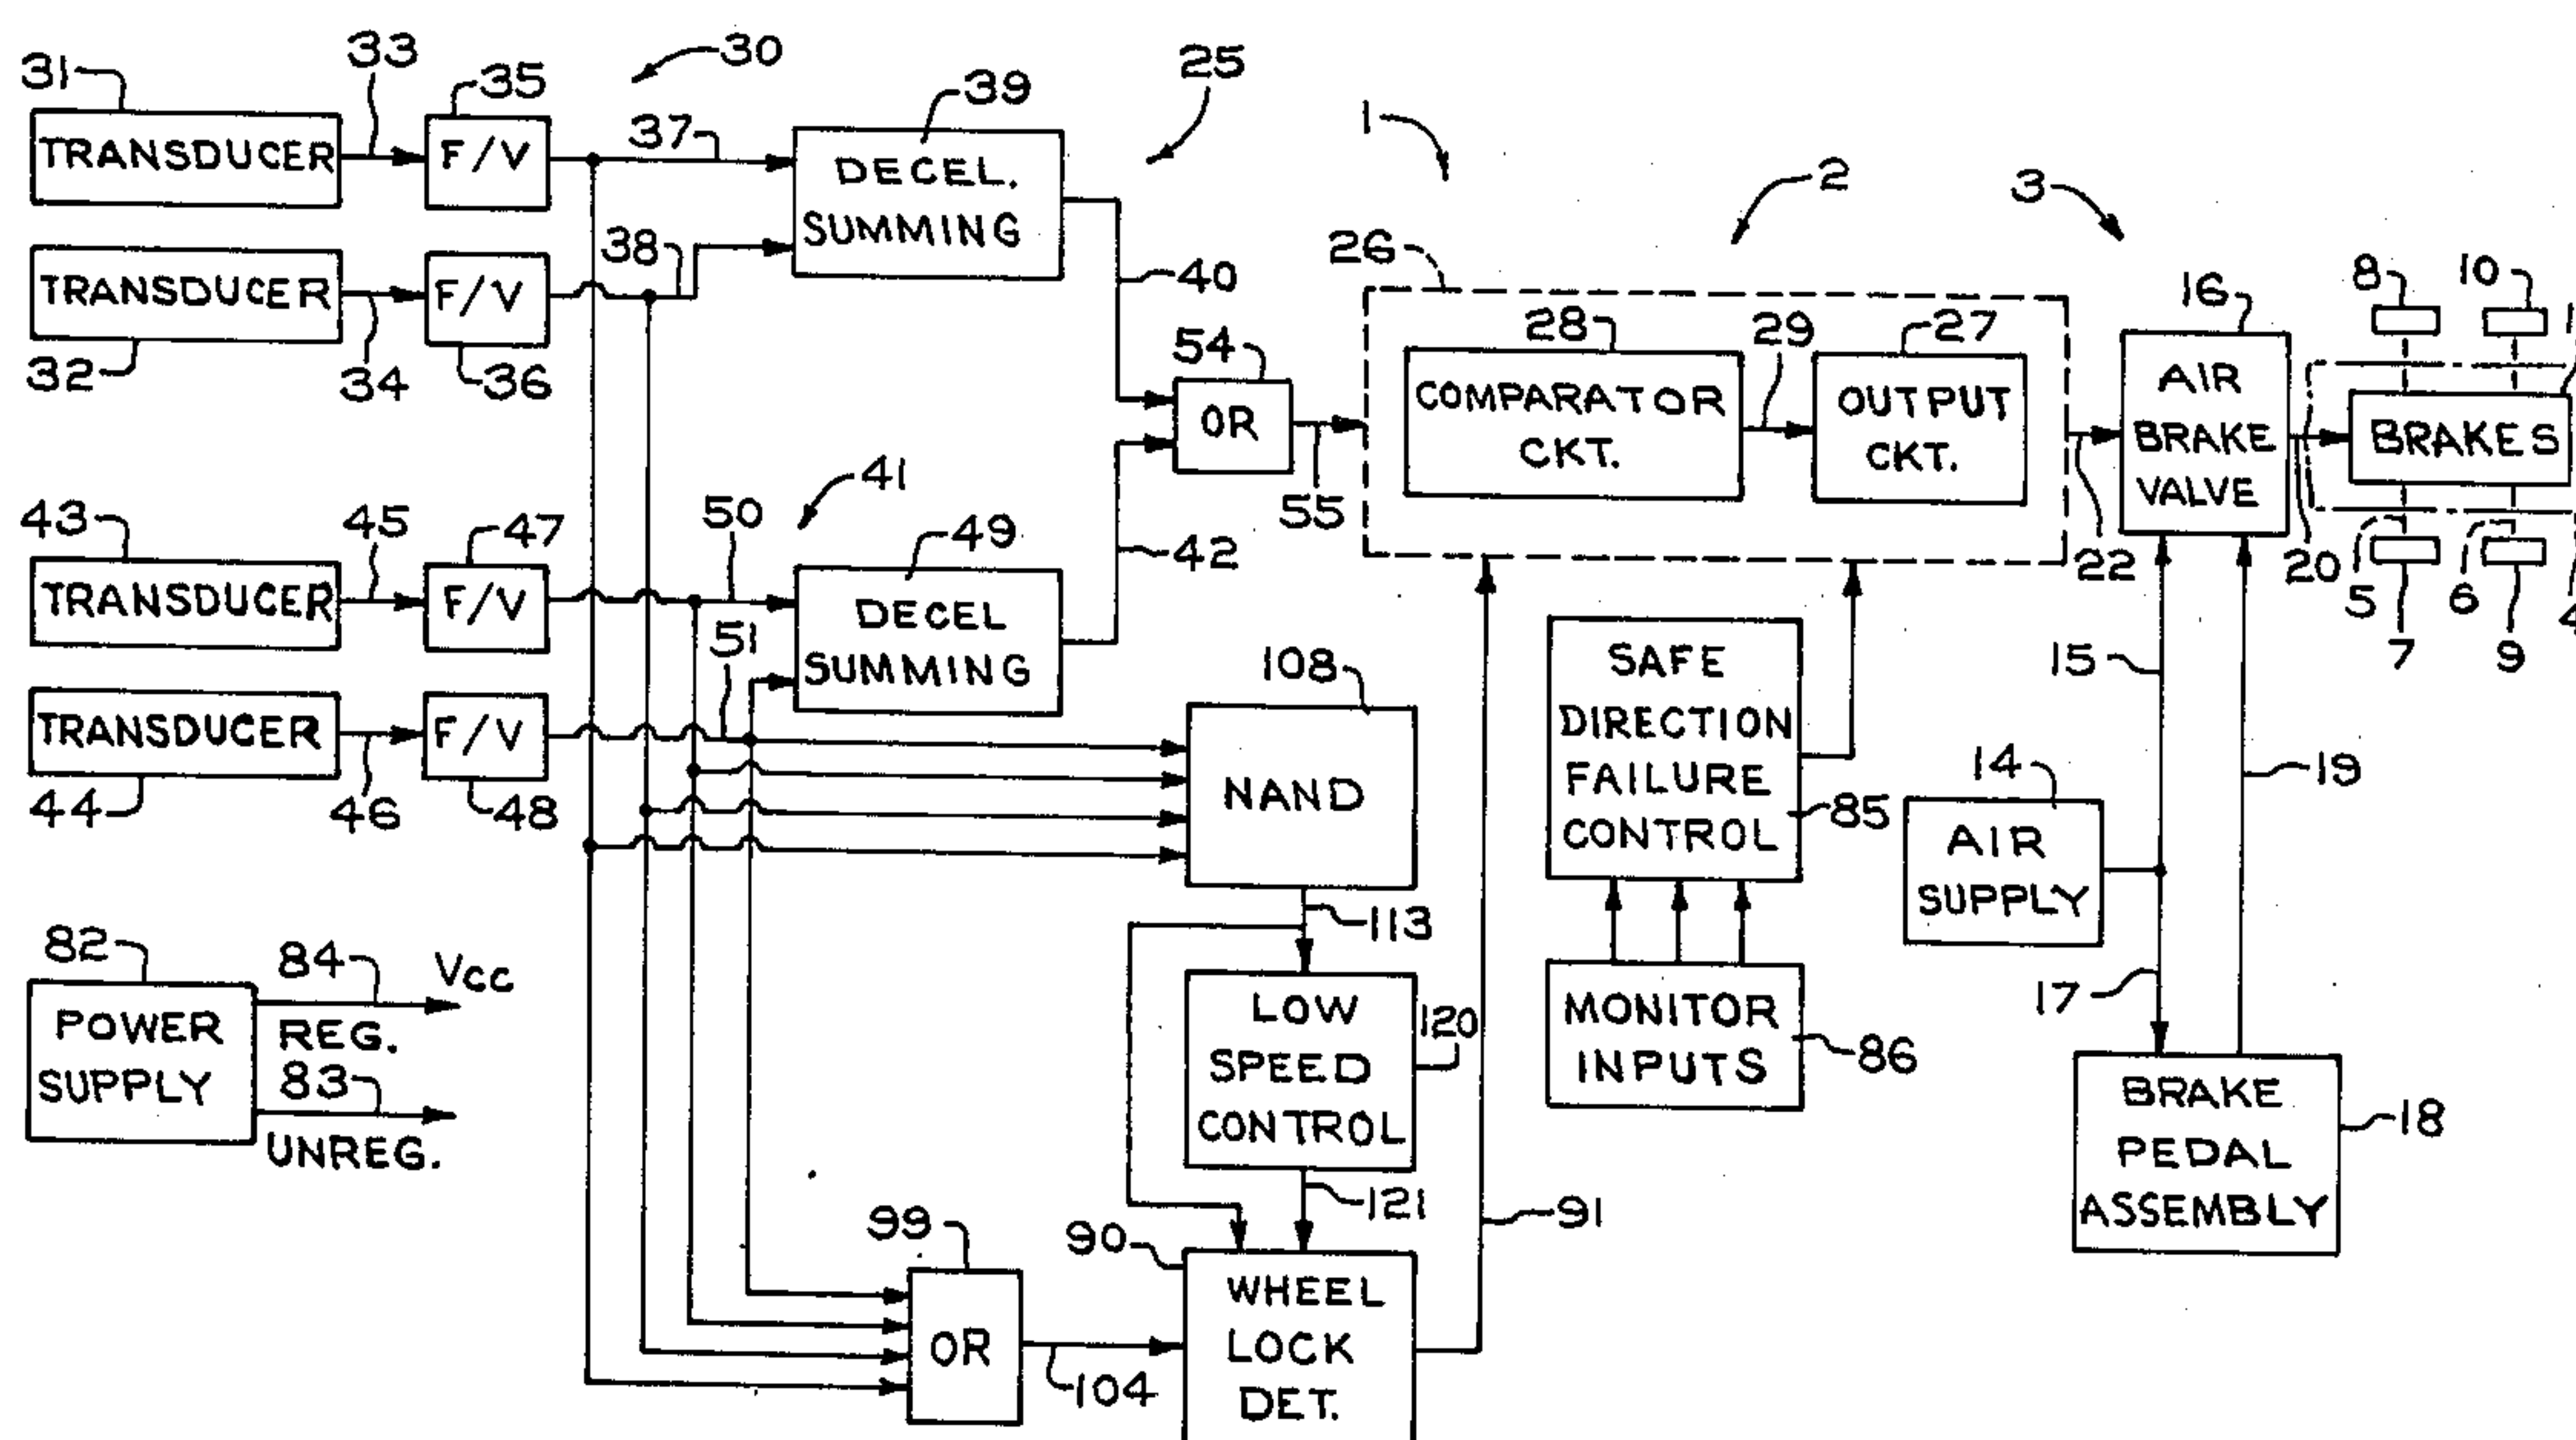 31
33
35
30
25
TRANSDUCER
F/V
37
39
DECEL.
SUMMING
1
2
3
TRANSDUCER
F/V
38
40
32
34
36
26
28
COMPARATOR
CKT.
29
27
OUTPUT
CKT.
54
OR
55
16
AIR
BRAKE
VALVE
8
10
BRAKES
22
20
5
7
6
9
43
45
47
50
41
49
42
TRANSDUCER
F/V
51
DECEL
SUMMING
TRANSDUCER
F/V
44
46
48
108
NAND
113
SAFE
DIRECTION
FAILURE
CONTROL
85
15
19
14
AIR
SUPPLY
17
82
POWER
SUPPLY
84
VCC
REG.
83
UNREG.
LOW
SPEED
CONTROL
120
121
MONITOR
INPUTS
86
BRAKE
PEDAL
ASSEMBLY
18
99
OR
104
90
WHEEL
LOCK
DET.
91